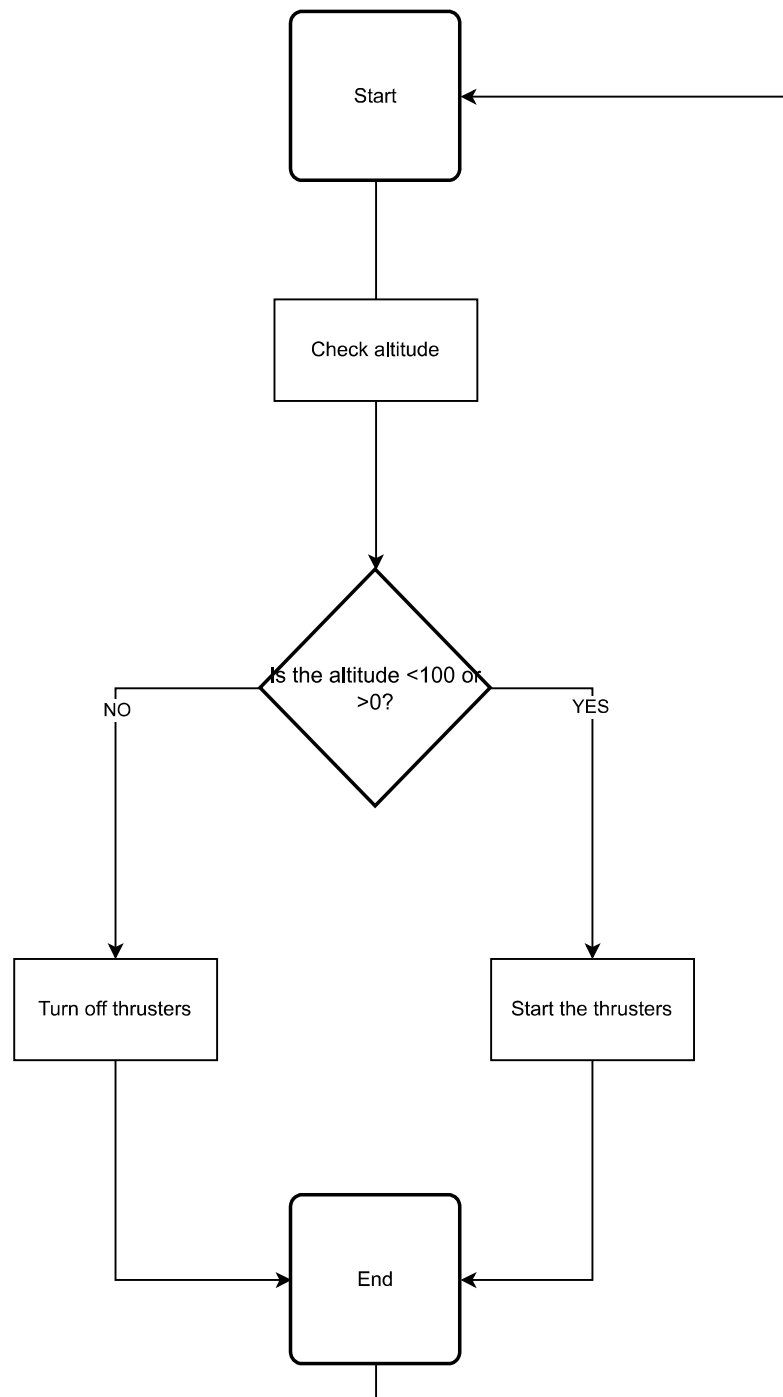 Start
Check altitude
Is the altitude <100 or
>0?
NO
YES
Turn off thrusters
Start the thrusters
End